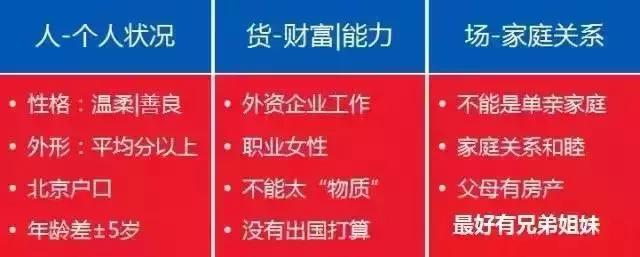 人-个人状况
货-财富|能力
场-家庭关系
• 性格：温柔|善良
• 外形：平均分以上
• 北京户口
• 年龄差±5岁
• 外资企业工作
• 职业女性
• 不能太“物质”
• 没有出国打算
• 不能是单亲家庭
• 家庭关系和睦
• 父母有房产
最好有兄弟姐妹